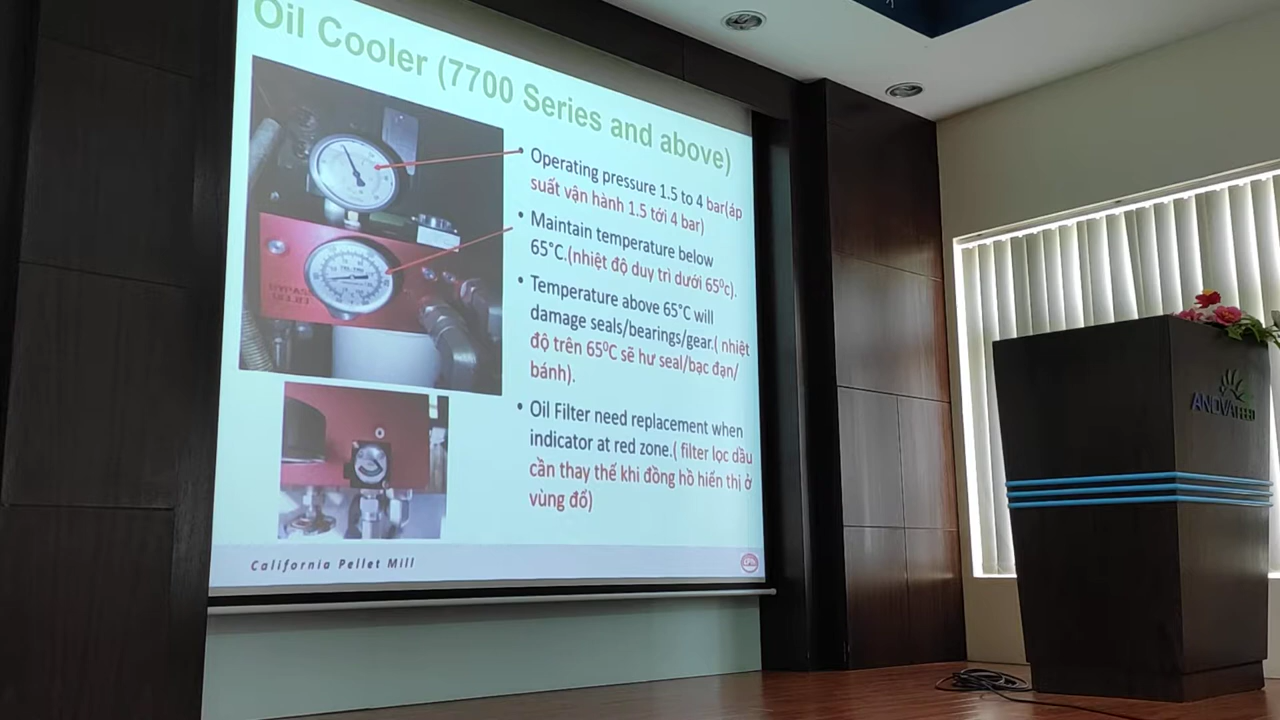 Oil Cooler (7700 Series and above)
• Operating pressure 1.5 to 4 bar(áp
suất vận hành 1.5 tới 4 bar)
• Maintain temperature below
65°C.(nhiệt độ duy trì dưới 65⁰c).
• Temperature above 65°C will
damage seals/bearings/gear.( nhiệt
độ trên 65⁰C sẽ hư seal/bạc đạn/
bánh).
• Oil Filter need replacement when
indicator at red zone.( filter lọc dầu
cần thay thế khi đồng hồ hiển thị ở
vùng đổ)
California Pellet Mill
ANOVAFEED